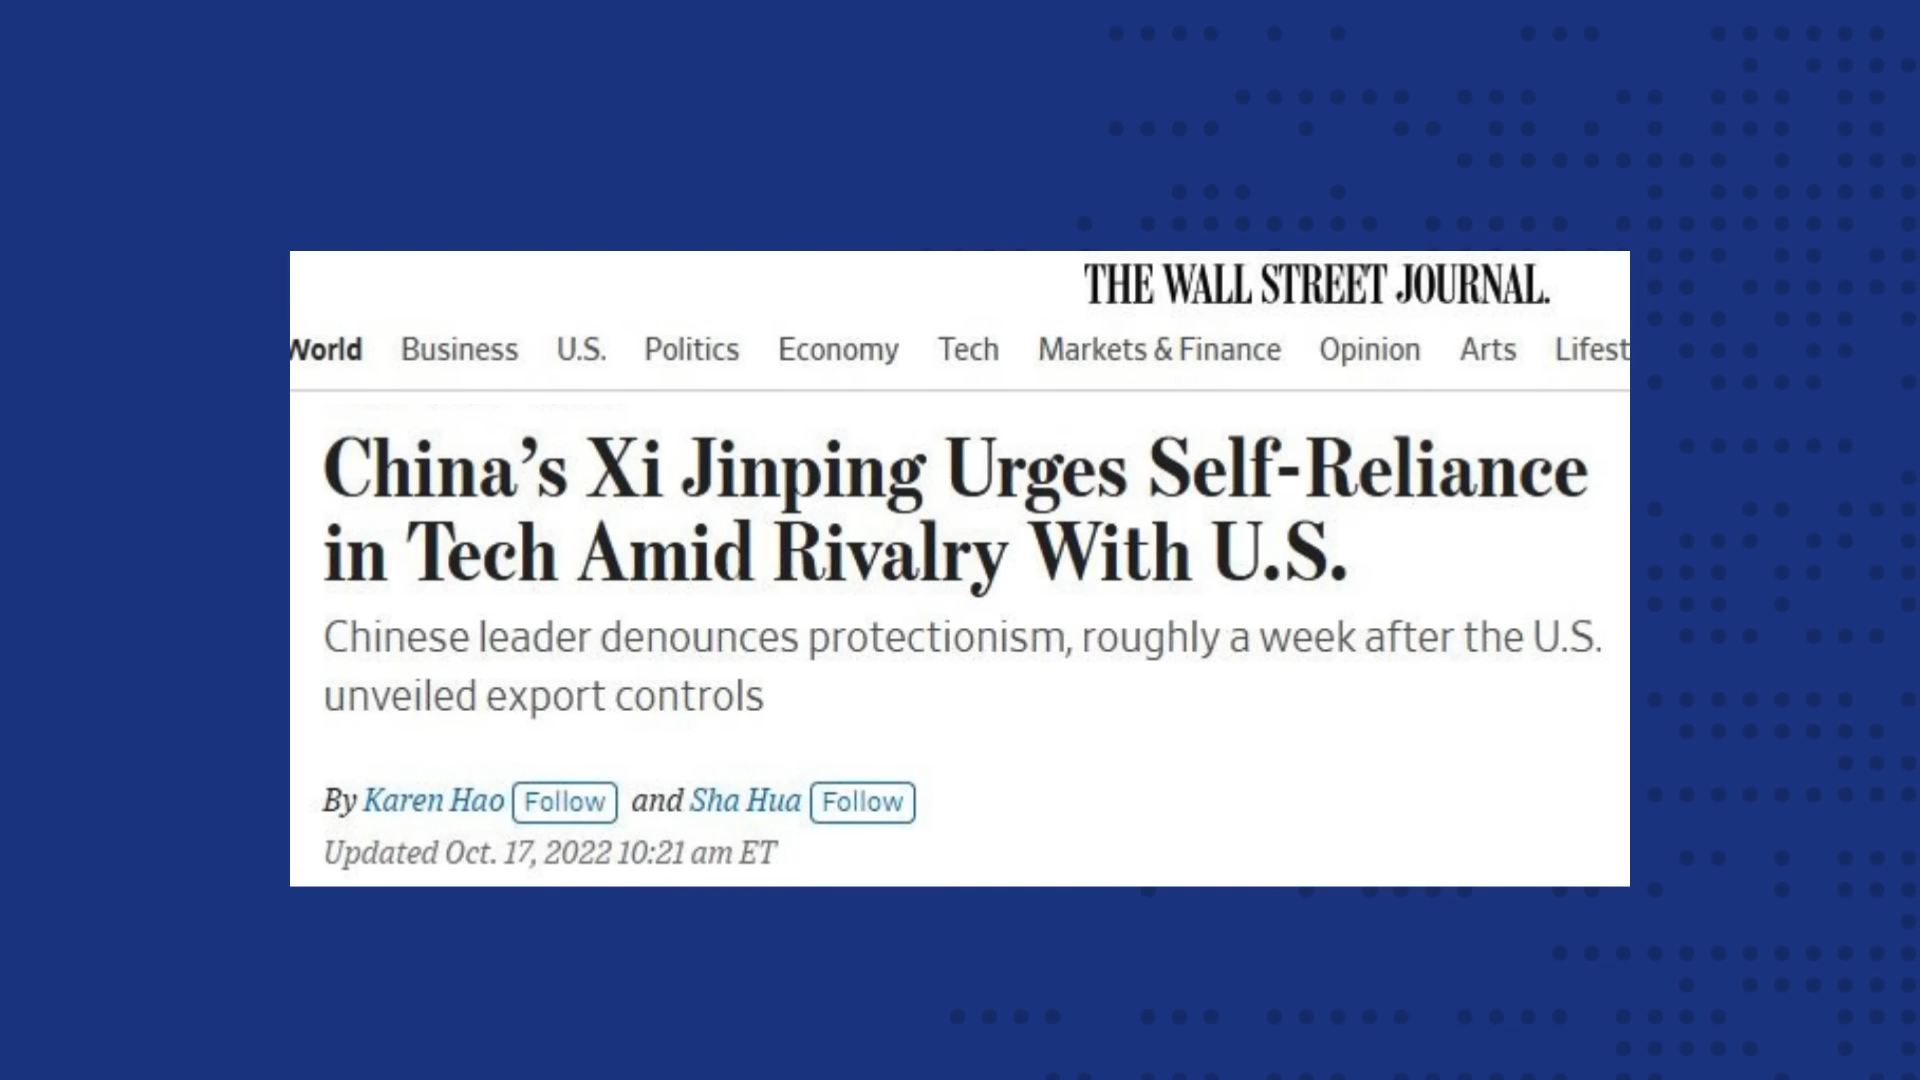 THE WALL STREET JOURNAL.
World Business U.S. Politics Economy Tech Markets & Finance Opinion Arts Lifest
China’s Xi Jinping Urges Self-Reliance
in Tech Amid Rivalry With U.S.
Chinese leader denounces protectionism, roughly a week after the U.S.
unveiled export controls
By Karen Hao Follow and Sha Hua Follow
Updated Oct. 17, 2022 10:21 am ET